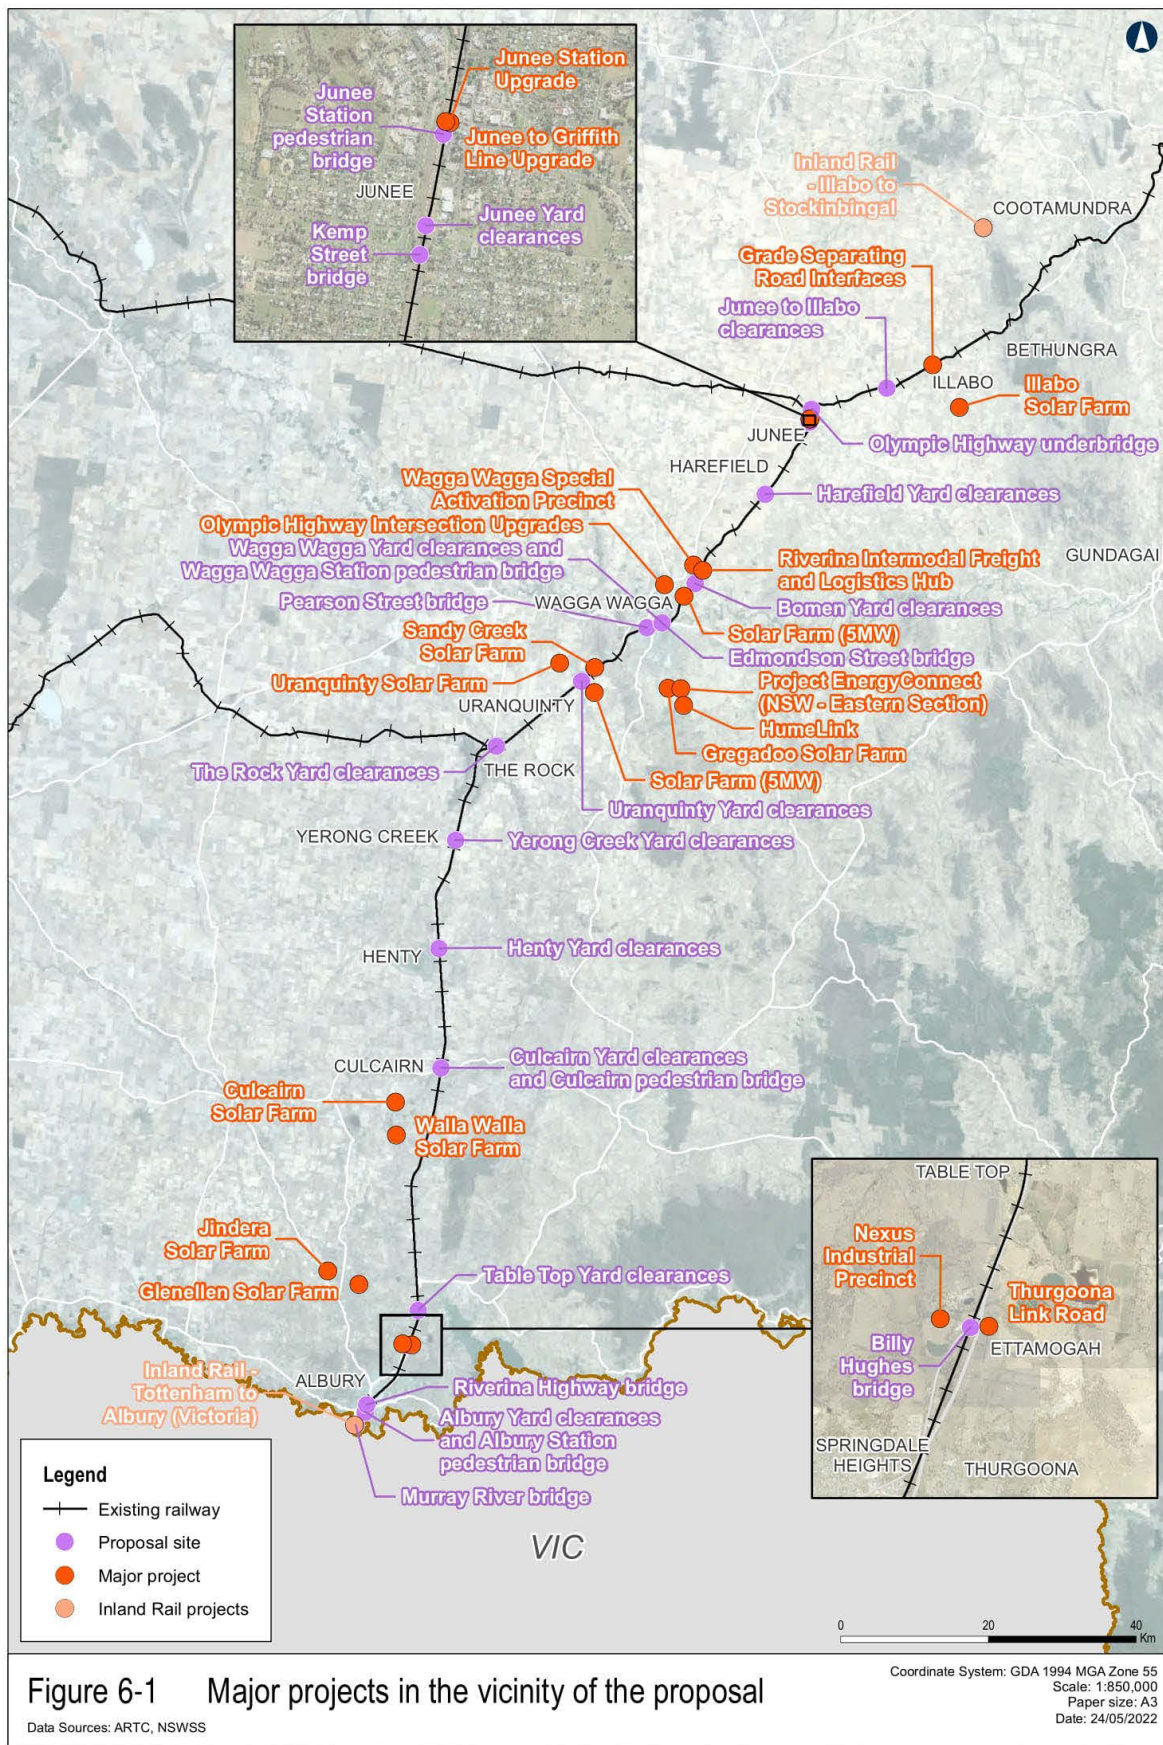 Junee Station
Upgrade
Junee
Station
pedestrian
bridge
Junee to Griffith
Line Upgrade
JUNEE
Junee Yard
clearances
Kemp
Street
bridge
Inland Rail
- Illabo to
Stockinbingal
COOTAMUNDRA
Grade Separating
Road Interfaces
Junee to Illabo
clearances
BETHUNGRA
ILLABO
Illabo
Solar Farm
JUNEE
Olympic Highway underbridge
HAREFIELD
Wagga Wagga Special
Activation Precinct
Harefield Yard clearances
Olympic Highway Intersection Upgrades
Wagga Wagga Yard clearances and
Wagga Wagga Station pedestrian bridge
GUNDAGAI
Riverina Intermodal Freight
and Logistics Hub
Pearson Street bridge
WAGGA WAGGA
Bomen Yard clearances
Sandy Creek
Solar Farm
Solar Farm (5MW)
Edmondson Street bridge
Uranquinty Solar Farm
Project EnergyConnect
(NSW - Eastern Section)
URANQUINTY
HumeLink
Gregadoo Solar Farm
The Rock Yard clearances
THE ROCK
Solar Farm (5MW)
Uranquinty Yard clearances
YERONG CREEK
Yerong Creek Yard clearances
HENTY
Henty Yard clearances
CULCAIRN
Culcairn Yard clearances
and Culcairn pedestrian bridge
Culcairn
Solar Farm
Walla Walla
Solar Farm
TABLE TOP
Jindera
Solar Farm
Nexus
Industrial
Precinct
Table Top Yard clearances
Glenellen Solar Farm
Thurgoona
Link Road
Billy
Hughes
bridge
ETTAMOGAH
Inland Rail -
Tottenham to
Albury (Victoria)
ALBURY
Riverina Highway bridge
Albury Yard clearances
and Albury Station
pedestrian bridge
SPRINGDALE
HEIGHTS
THURGOONA
Murray River bridge
VIC
Legend
Existing railway
Proposal site
Major project
Inland Rail projects
0 20 40
Km
Figure 6-1 Major projects in the vicinity of the proposal
Data Sources: ARTC, NSWSS
Coordinate System: GDA 1994 MGA Zone 55
Scale: 1:850,000
Paper size: A3
Date: 24/05/2022